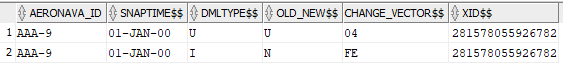 AERONAVA_ID SNAPTIME$$ DMLTYPE$$ OLD_NEW$$ CHANGE_VECTOR$$ XID$$
1 AAA-9 01-JAN-00 U U 04 281578055926782
2 AAA-9 01-JAN-00 I N FE 281578055926782